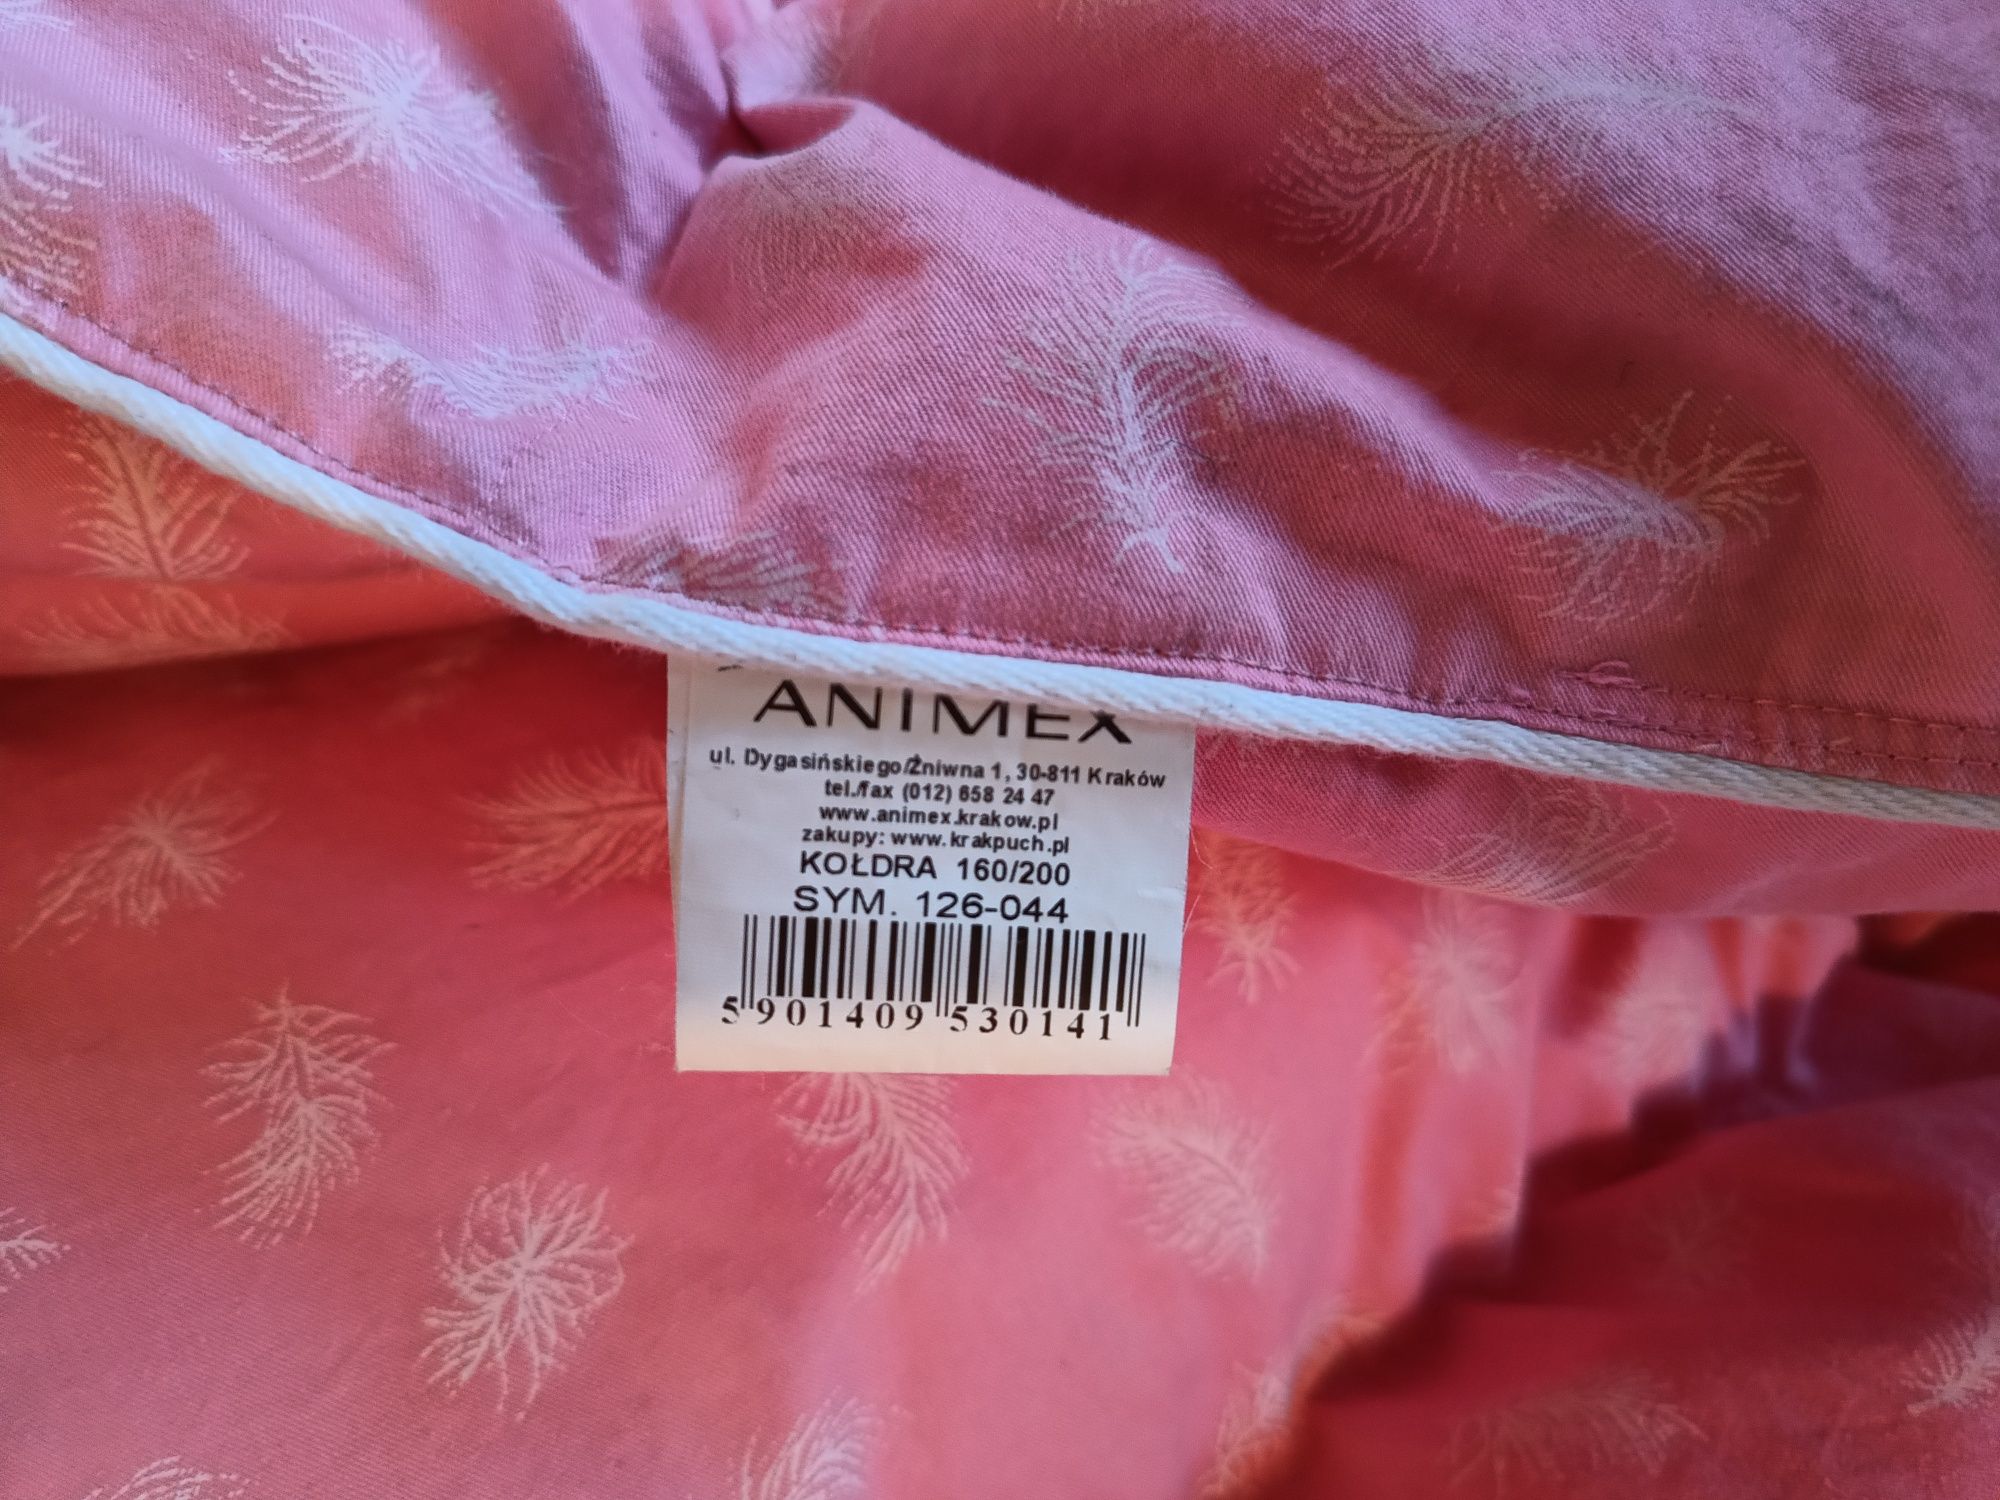 ANIMEX
ul. Dygasińskiego/Żniwna 1, 30-811 Kraków
tel./fax (012) 658 24 47
www.animex.krakow.pl
zakupy: www.krakpuch.pl
KOŁDRA 160/200
SYM. 126-044
5 901409 530141